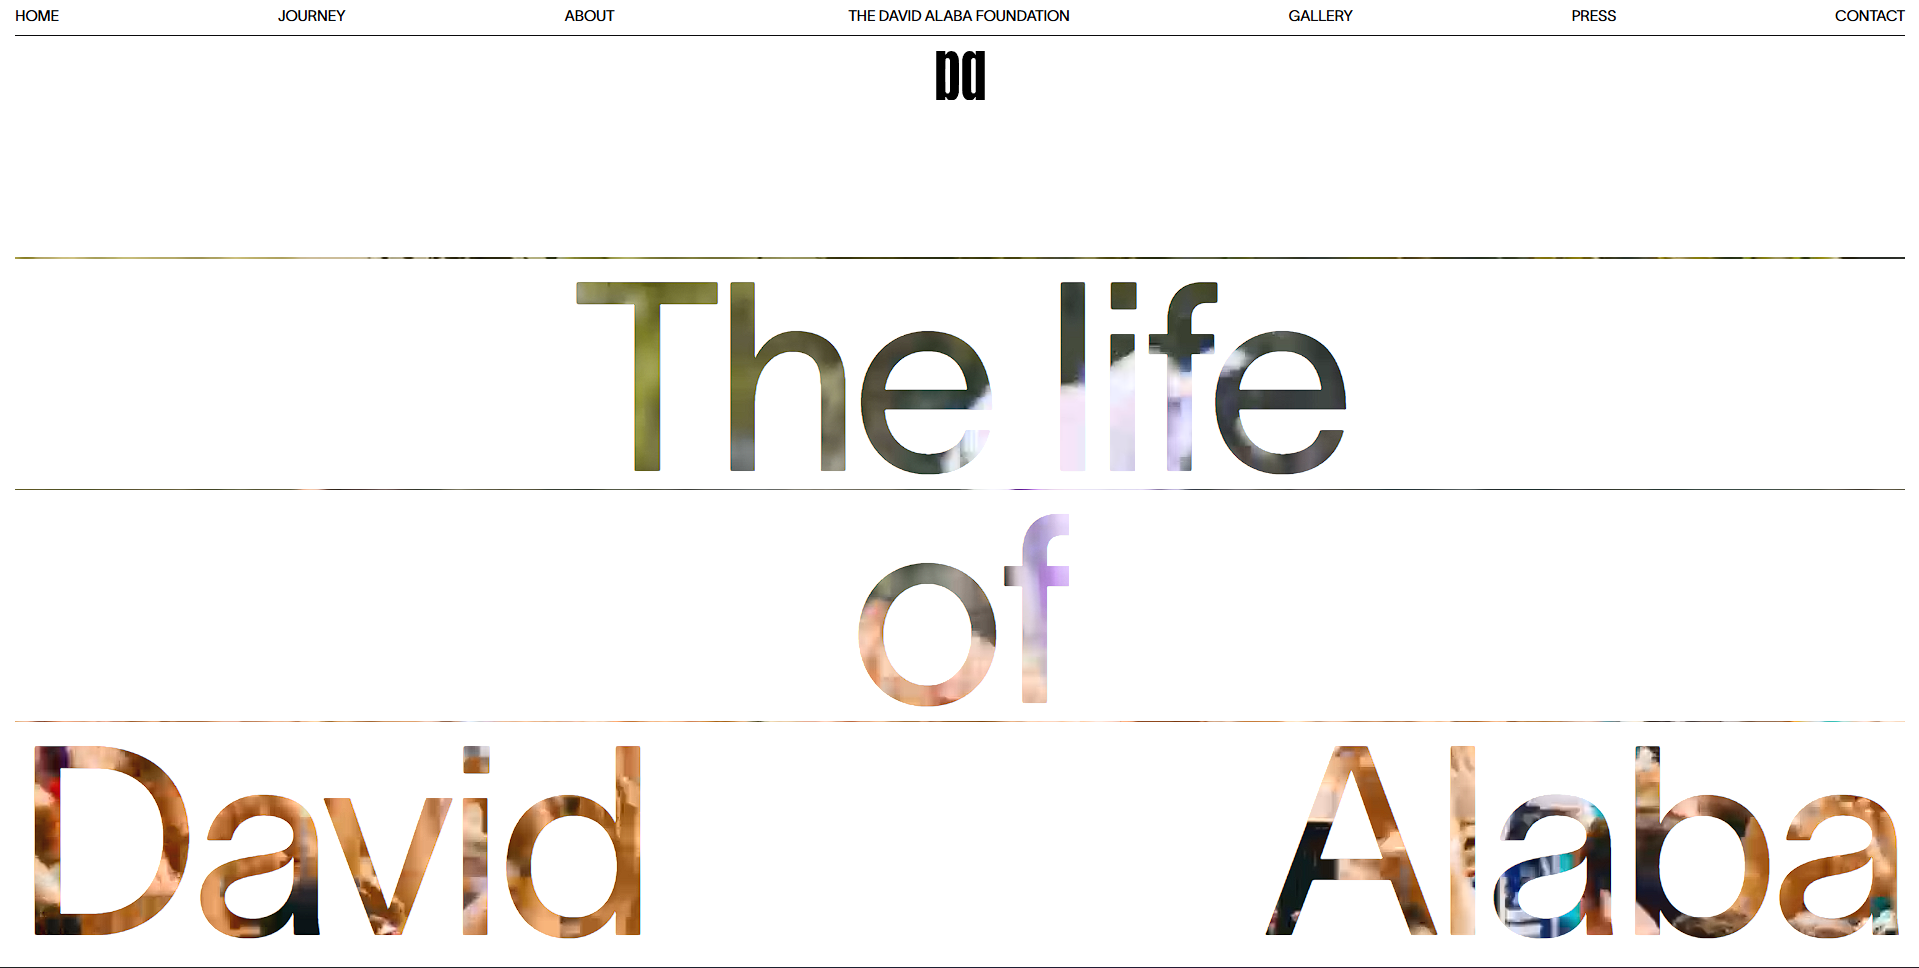 HOME JOURNEY ABOUT THE DAVID ALABA FOUNDATION GALLERY PRESS CONTACT
da
The life
of
David Alaba